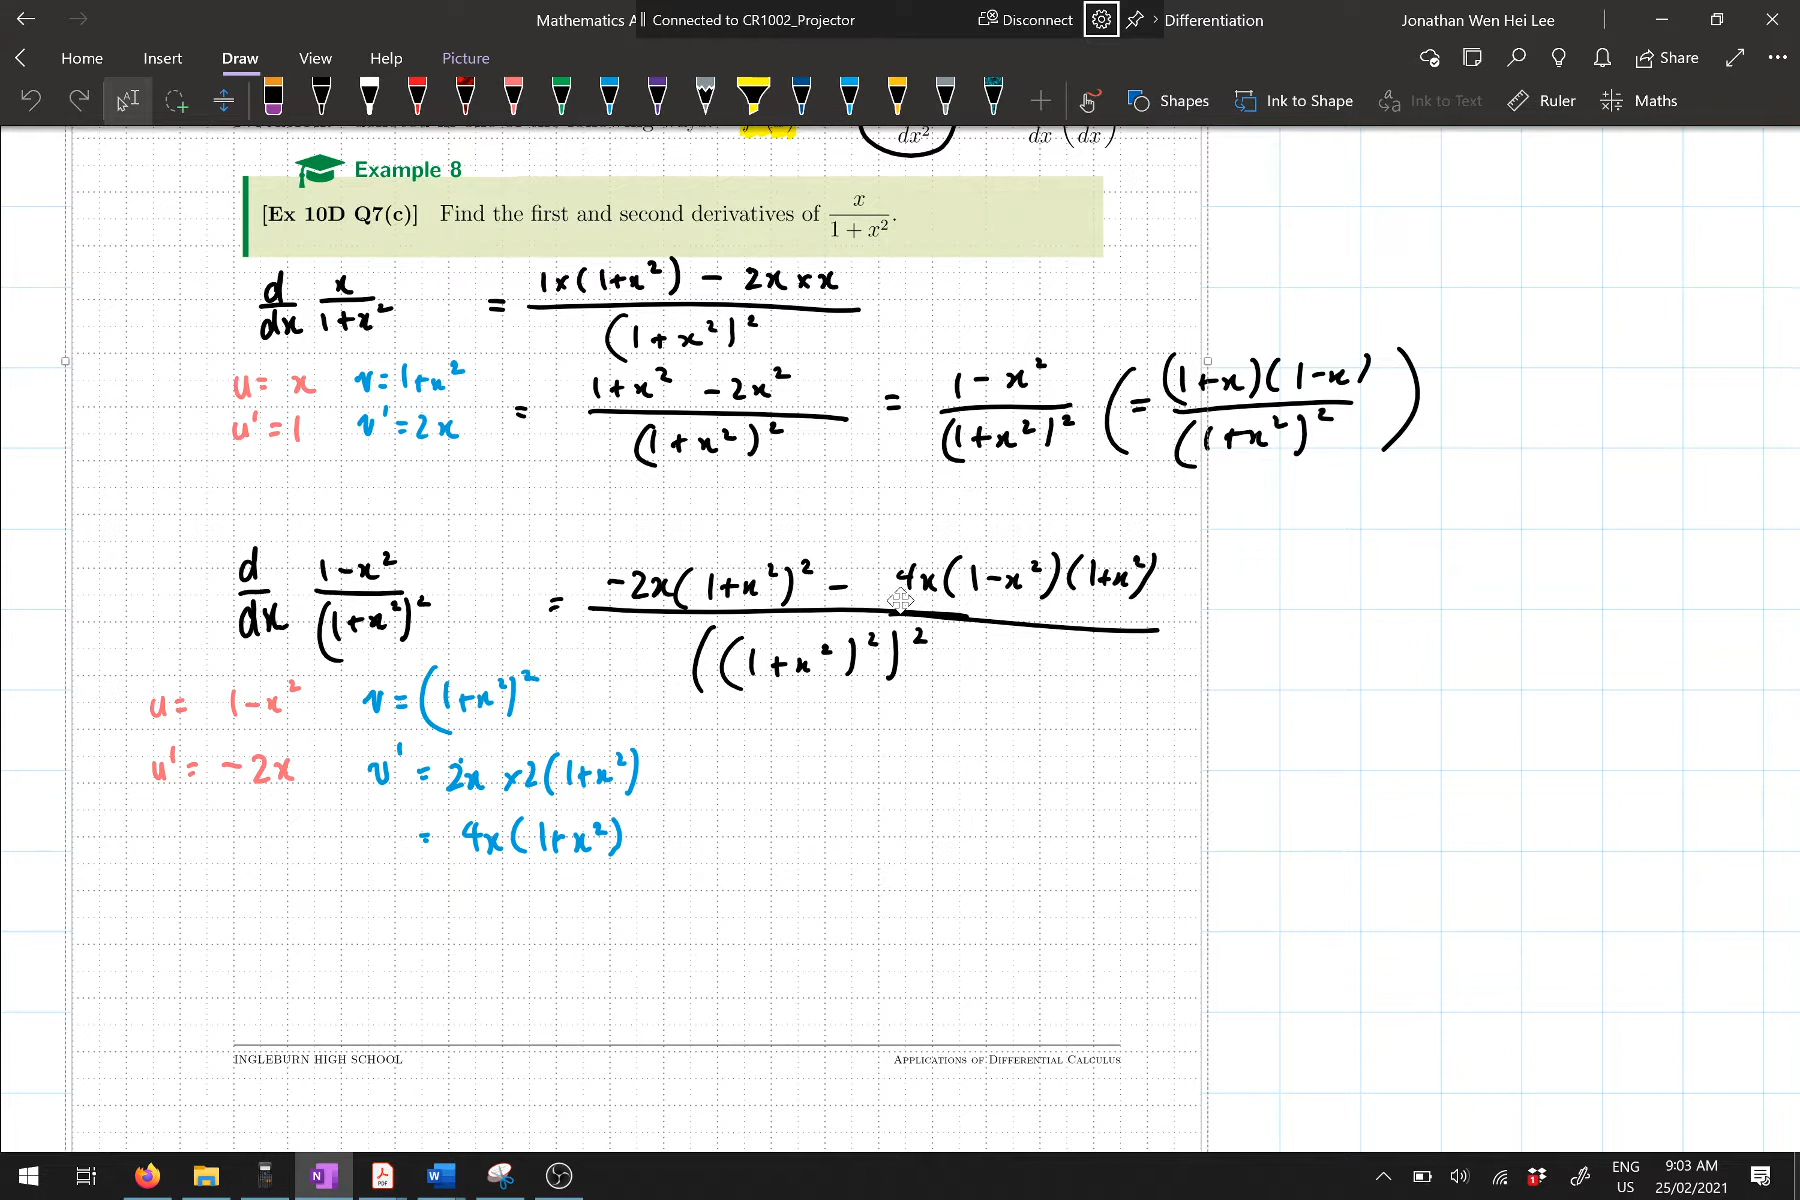 Mathematics A
Connected to CR1002_Projector
Disconnect
Differentiation
Jonathan Wen Hei Lee
Home Insert Draw View Help Picture
Share
Shapes
Ink to Shape
Ink to Text
Ruler
Maths
dx² dx (dx)
Example 8
[Ex 10D Q7(c)] Find the first and second derivatives of x/(1 + x²).
d/dx x/(1+x²) = (1×(1+x²) − 2x×x)/(1+x²)²
u = x v = 1+x²
u' = 1 v' = 2x
= (1+x² − 2x²)/(1+x²)² = (1−x²)/(1+x²)² (= (1+x)(1−x)/(1+x²)²)
d/dx (1−x²)/(1+x²)² = (−2x(1+x²)² − 4x(1−x²)(1+x²))/((1+x²)²)²
u = 1−x² v = (1+x²)²
u' = −2x v' = 2x ×2(1+x²)
= 4x(1+x²)
INGLEBURN HIGH SCHOOL
APPLICATIONS OF DIFFERENTIAL CALCULUS
ENG
US
9:03 AM
25/02/2021